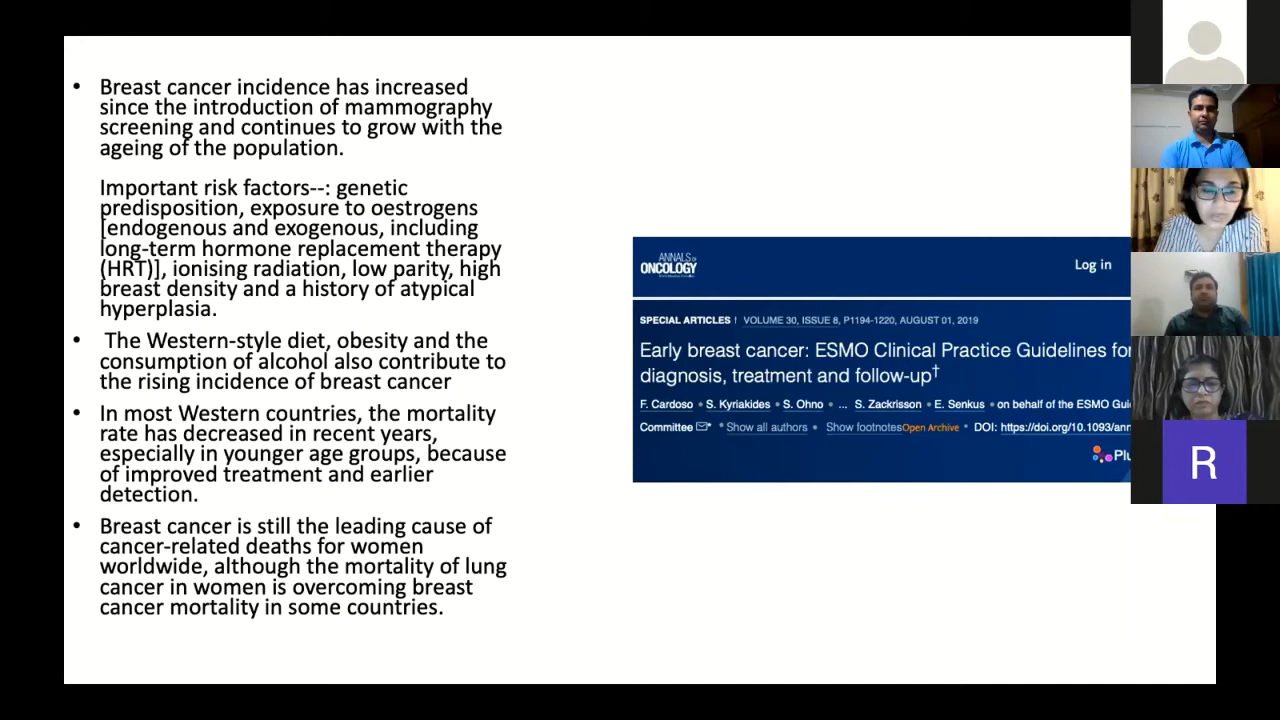 • Breast cancer incidence has increased
since the introduction of mammography
screening and continues to grow with the
ageing of the population.
Important risk factors--: genetic
predisposition, exposure to oestrogens
[endogenous and exogenous, including
long-term hormone replacement therapy
(HRT)], ionising radiation, low parity, high
breast density and a history of atypical
hyperplasia.
• The Western-style diet, obesity and the
consumption of alcohol also contribute to
the rising incidence of breast cancer
• In most Western countries, the mortality
rate has decreased in recent years,
especially in younger age groups, because
of improved treatment and earlier
detection.
• Breast cancer is still the leading cause of
cancer-related deaths for women
worldwide, although the mortality of lung
cancer in women is overcoming breast
cancer mortality in some countries.
ANNALS OF
ONCOLOGY
Log in
SPECIAL ARTICLES | VOLUME 30, ISSUE 8, P1194-1220, AUGUST 01, 2019
Early breast cancer: ESMO Clinical Practice Guidelines for
diagnosis, treatment and follow-up†
F. Cardoso • S. Kyriakides • S. Ohno • ... S. Zackrisson • E. Senkus • on behalf of the ESMO Gui
Committee * • Show all authors • Show footnotes Open Archive • DOI: https://doi.org/10.1093/ann
Plu
R